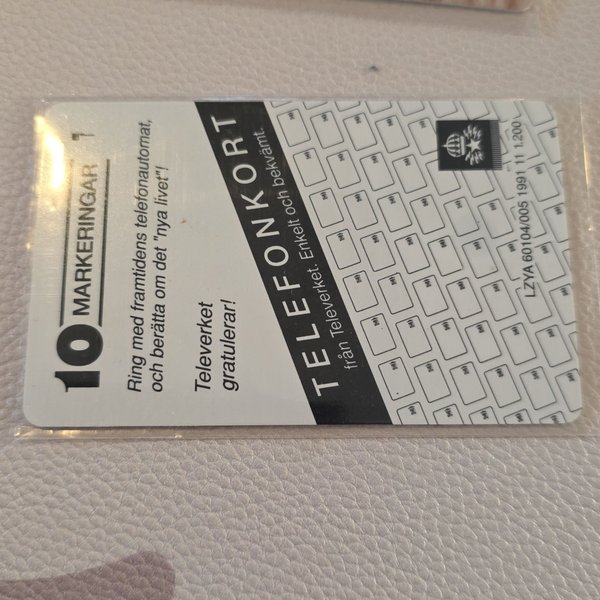 10 MARKERINGAR
Ring med framtidens telefonautomat,
och berätta om det "nya livet"!
Televerket
gratulerar!
TELEFONKORT
från Televerket. Enkelt och bekvämt.
LZYA 60104/005 1991 11 1.200